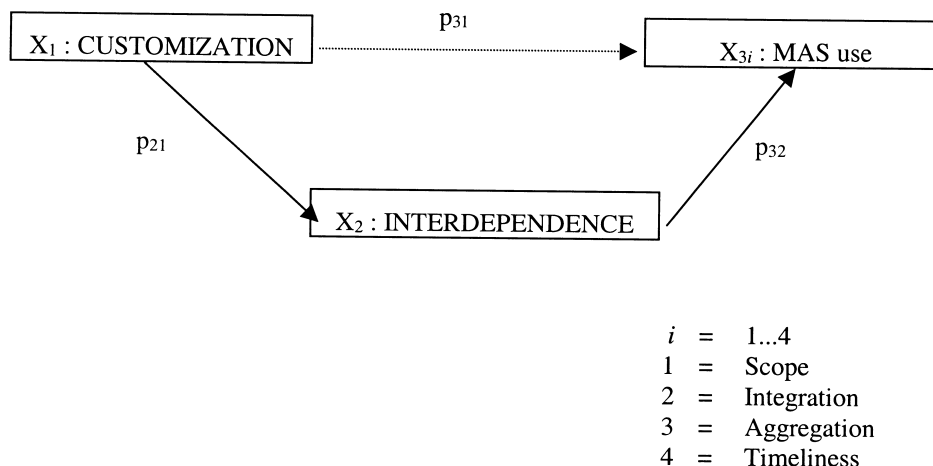 p₃₁
X₁ : CUSTOMIZATION
X₃ᵢ : MAS use
p₂₁
p₃₂
X₂ : INTERDEPENDENCE
i = 1...4
1 = Scope
2 = Integration
3 = Aggregation
4 = Timeliness